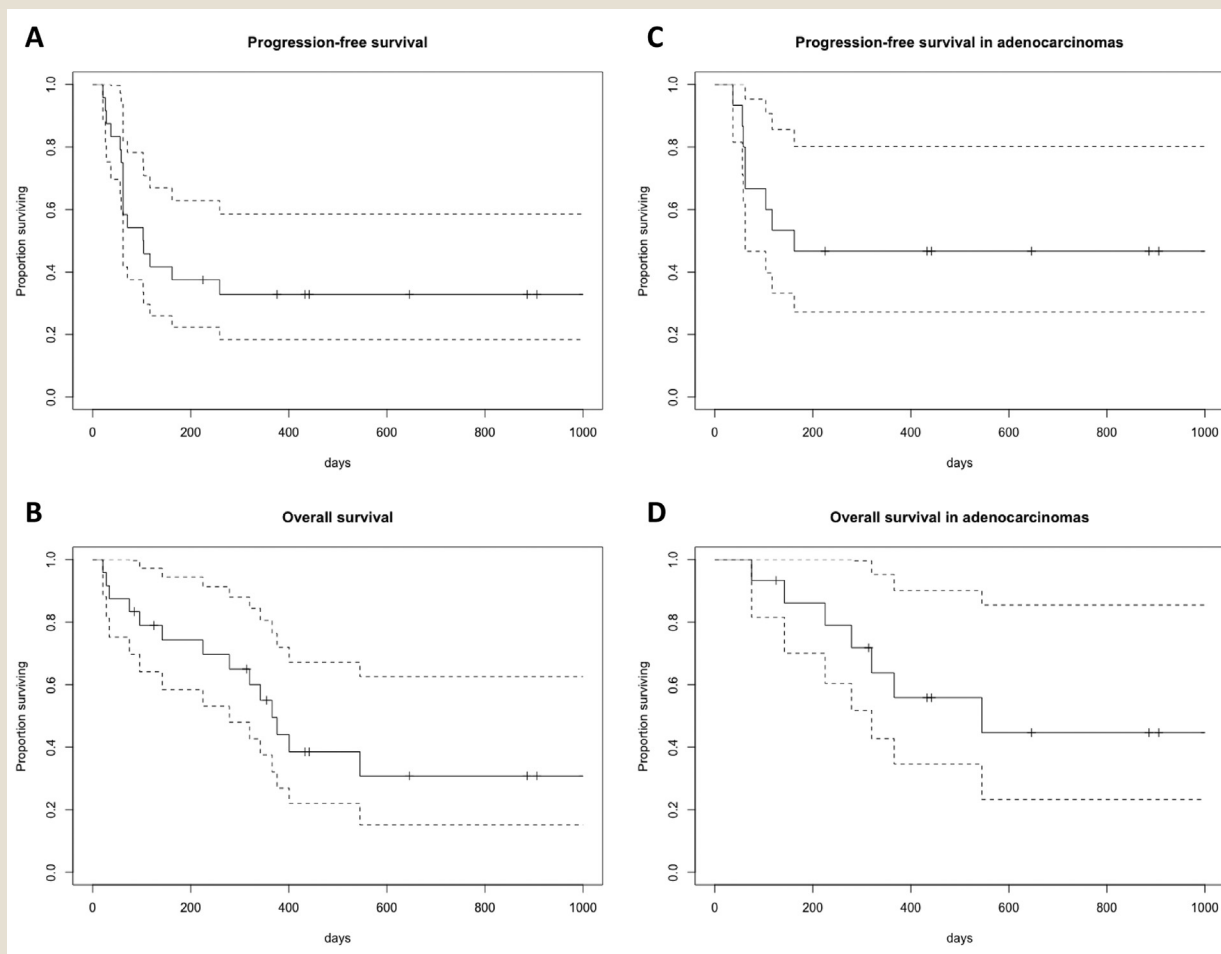 A
Progression-free survival
Proportion surviving
1.0
0.8
0.6
0.4
0.2
0.0
0 200 400 600 800 1000
days
C
Progression-free survival in adenocarcinomas
Proportion surviving
1.0
0.8
0.6
0.4
0.2
0.0
0 200 400 600 800 1000
days
B
Overall survival
Proportion surviving
1.0
0.8
0.6
0.4
0.2
0.0
0 200 400 600 800 1000
days
D
Overall survival in adenocarcinomas
Proportion surviving
1.0
0.8
0.6
0.4
0.2
0.0
0 200 400 600 800 1000
days